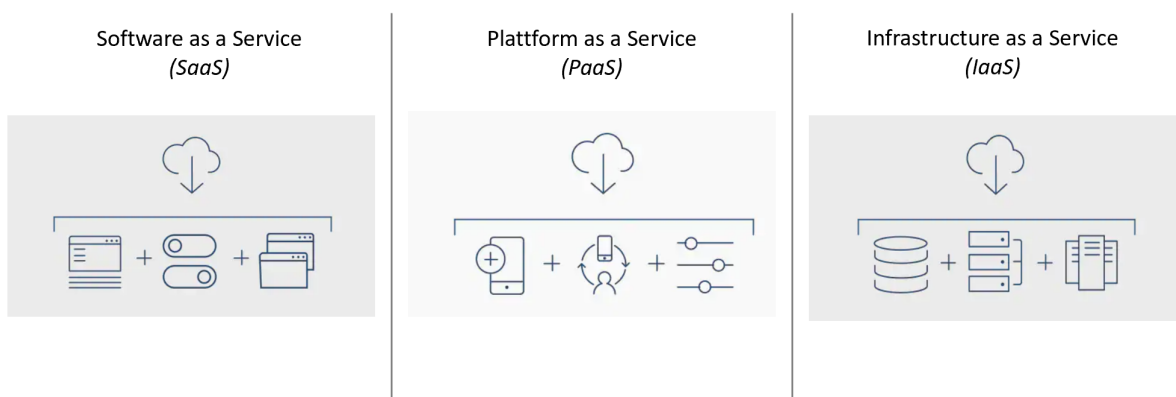 Software as a Service
(SaaS)
Plattform as a Service
(PaaS)
Infrastructure as a Service
(IaaS)